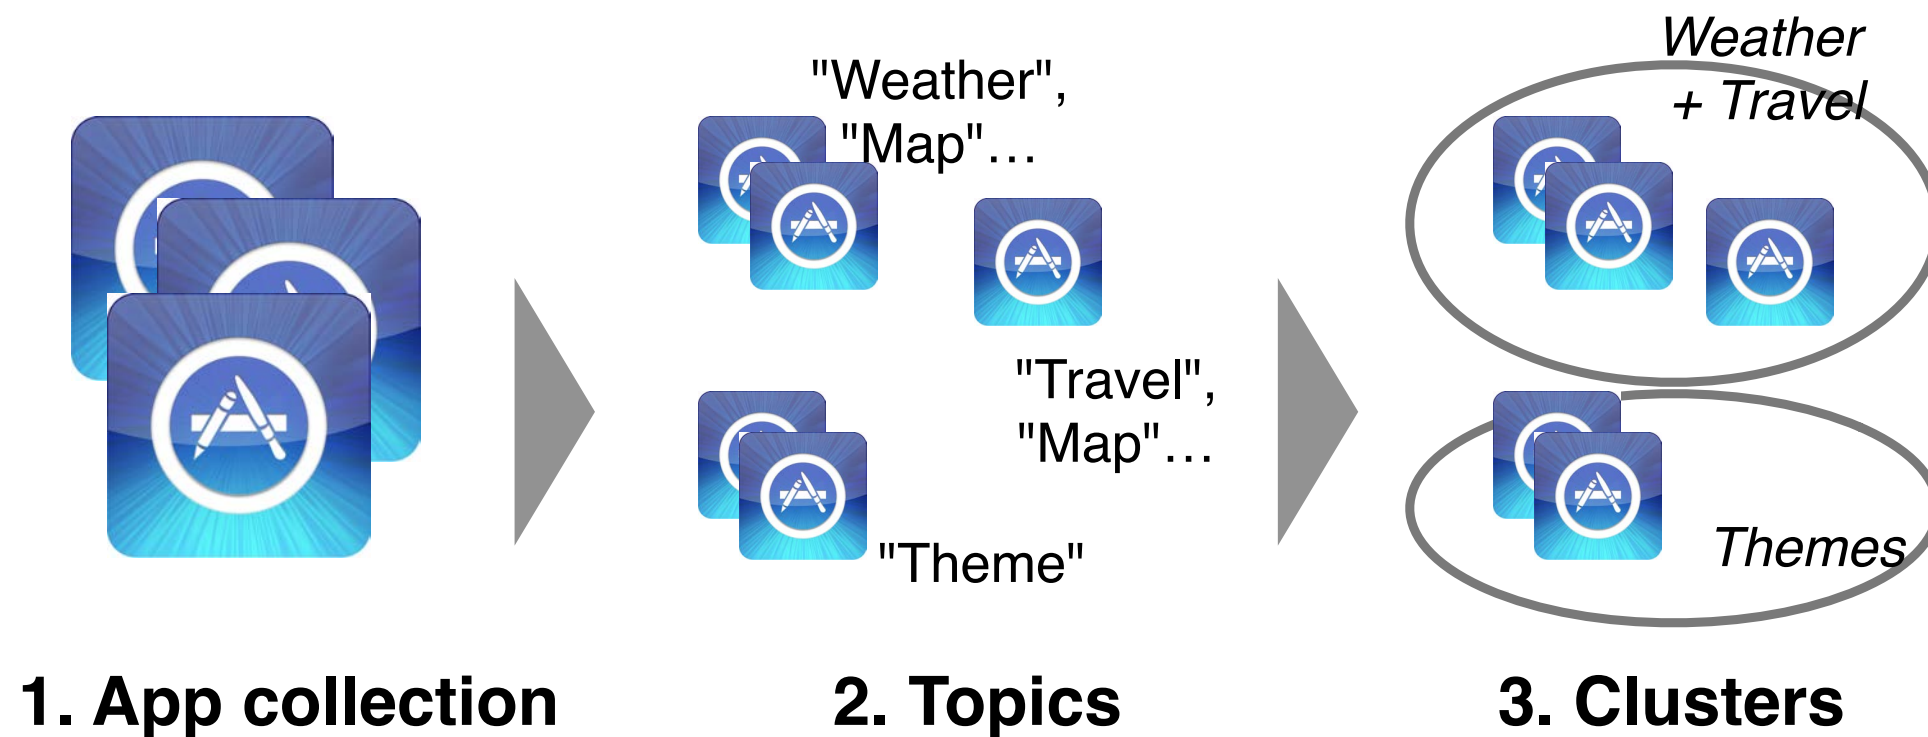 "Weather",
"Map"…
"Travel",
"Map"…
"Theme"
Weather
+ Travel
Themes
1. App collection
2. Topics
3. Clusters